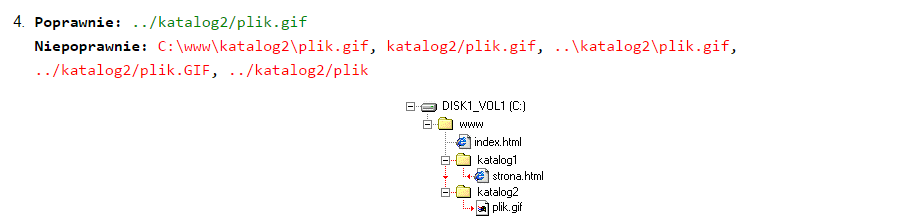 4. Poprawnie: ../katalog2/plik.gif
Niepoprawnie: C:\www\katalog2\plik.gif, katalog2/plik.gif, ..\katalog2\plik.gif,
../katalog2/plik.GIF, ../katalog2/plik
DISK1_VOL1 (C:)
www
index.html
katalog1
strona.html
katalog2
plik.gif